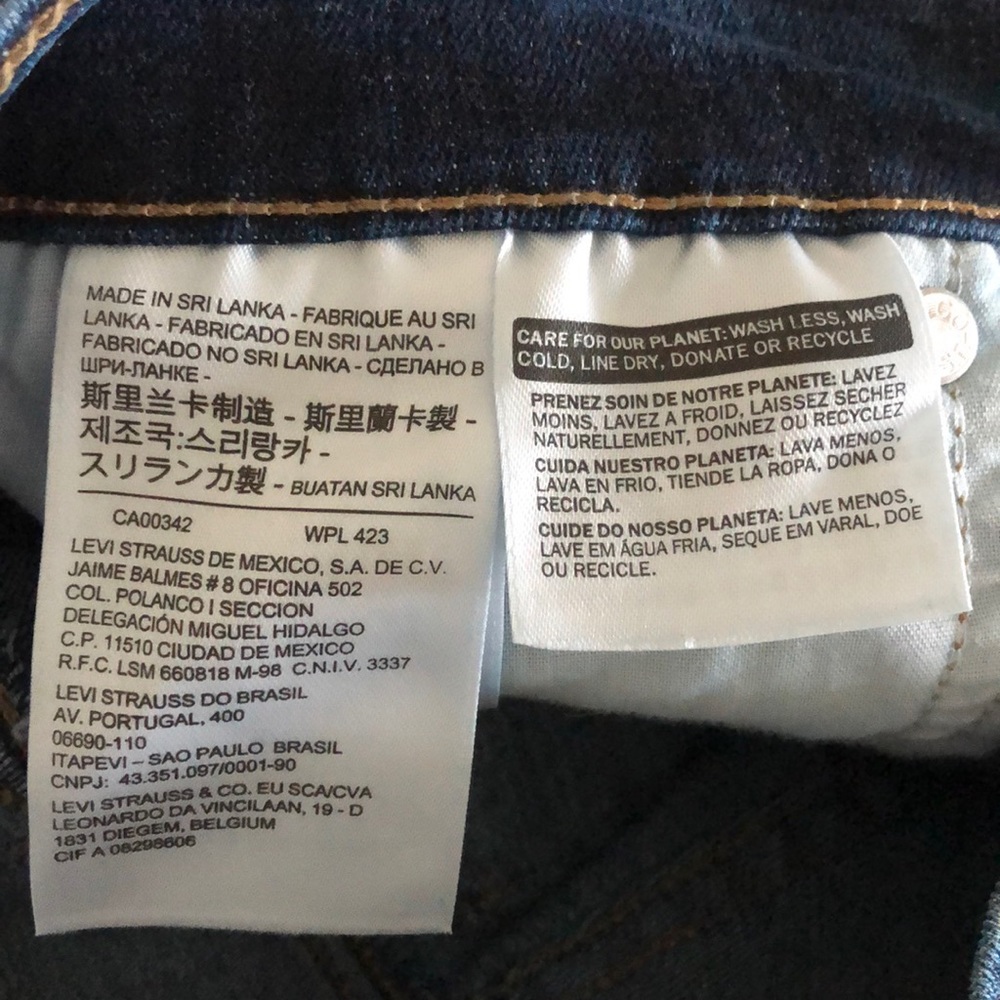 MADE IN SRI LANKA - FABRIQUE AU SRI
LANKA - FABRICADO EN SRI LANKA -
FABRICADO NO SRI LANKA - СДЕЛАНО В
ШРИ-ЛАНКЕ -
斯里兰卡制造 - 斯里蘭卡製 -
제조국:스리랑카 -
スリランカ製 - BUATAN SRI LANKA
CA00342 WPL 423
LEVI STRAUSS DE MEXICO, S.A. DE C.V.
JAIME BALMES # 8 OFICINA 502
COL. POLANCO I SECCION
DELEGACIÓN MIGUEL HIDALGO
C.P. 11510 CIUDAD DE MEXICO
R.F.C. LSM 660818 M-98 C.N.I.V. 3337
LEVI STRAUSS DO BRASIL
AV. PORTUGAL, 400
06690-110
ITAPEVI – SAO PAULO BRASIL
CNPJ: 43.351.097/0001-90
LEVI STRAUSS & CO. EU SCA/CVA
LEONARDO DA VINCILAAN, 19 - D
1831 DIEGEM, BELGIUM
CIF A 08298606
CARE FOR OUR PLANET: WASH LESS, WASH
COLD, LINE DRY, DONATE OR RECYCLE
PRENEZ SOIN DE NOTRE PLANETE: LAVEZ
MOINS, LAVEZ A FROID, LAISSEZ SECHER
NATURELLEMENT, DONNEZ OU RECYCLEZ
CUIDA NUESTRO PLANETA: LAVA MENOS,
LAVA EN FRIO, TIENDE LA ROPA, DONA O
RECICLA.
CUIDE DO NOSSO PLANETA: LAVE MENOS,
LAVE EM ÁGUA FRIA, SEQUE EM VARAL, DOE
OU RECICLE.